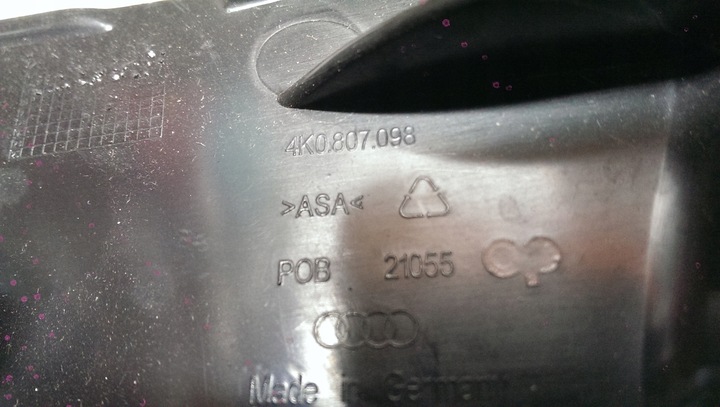 4K0.807.098
>ASA<
POB 21055
Made in Germany